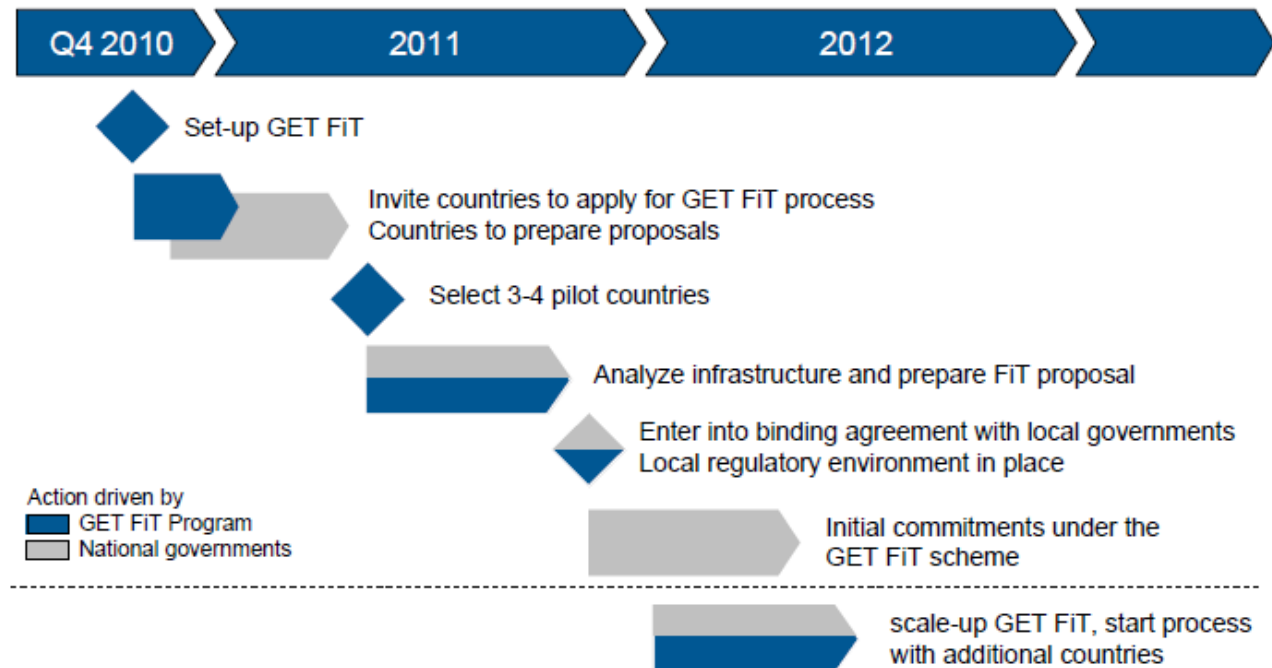 Q4 2010
2011
2012
Set-up GET FiT
Invite countries to apply for GET FiT process
Countries to prepare proposals
Select 3-4 pilot countries
Analyze infrastructure and prepare FiT proposal
Enter into binding agreement with local governments
Local regulatory environment in place
Action driven by
GET FiT Program
National governments
Initial commitments under the
GET FiT scheme
scale-up GET FiT, start process
with additional countries